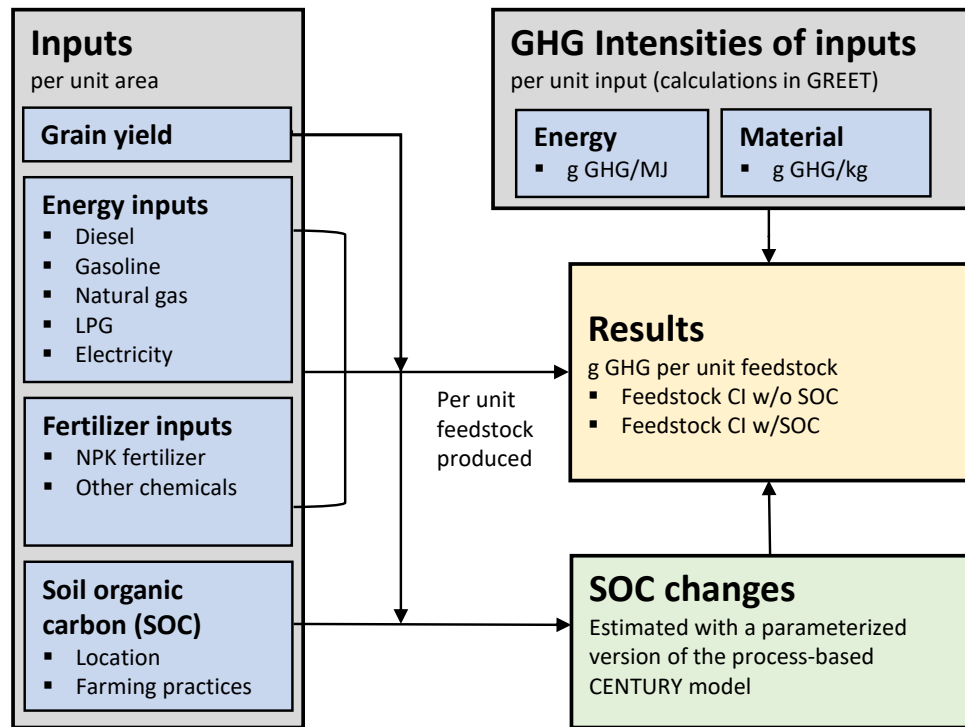 Inputs
per unit area
Grain yield
Energy inputs
▪ Diesel
▪ Gasoline
▪ Natural gas
▪ LPG
▪ Electricity
Fertilizer inputs
▪ NPK fertilizer
▪ Other chemicals
Soil organic
carbon (SOC)
▪ Location
▪ Farming practices
Per unit
feedstock
produced
GHG Intensities of inputs
per unit input (calculations in GREET)
Energy
▪ g GHG/MJ
Material
▪ g GHG/kg
Results
g GHG per unit feedstock
▪ Feedstock CI w/o SOC
▪ Feedstock CI w/SOC
SOC changes
Estimated with a parameterized
version of the process-based
CENTURY model